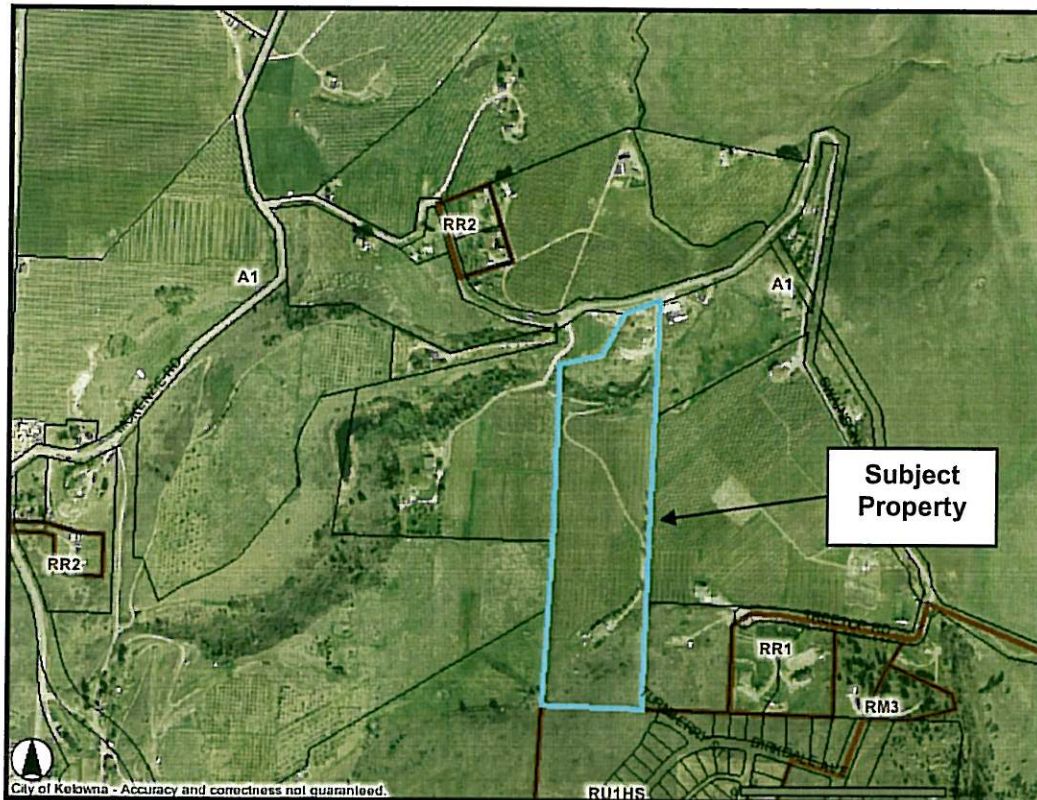 RR2
A1
A1
Subject
Property
RR2
RR1
RM3
City of Kelowna - Accuracy and correctness not guaranteed.
RU1HS